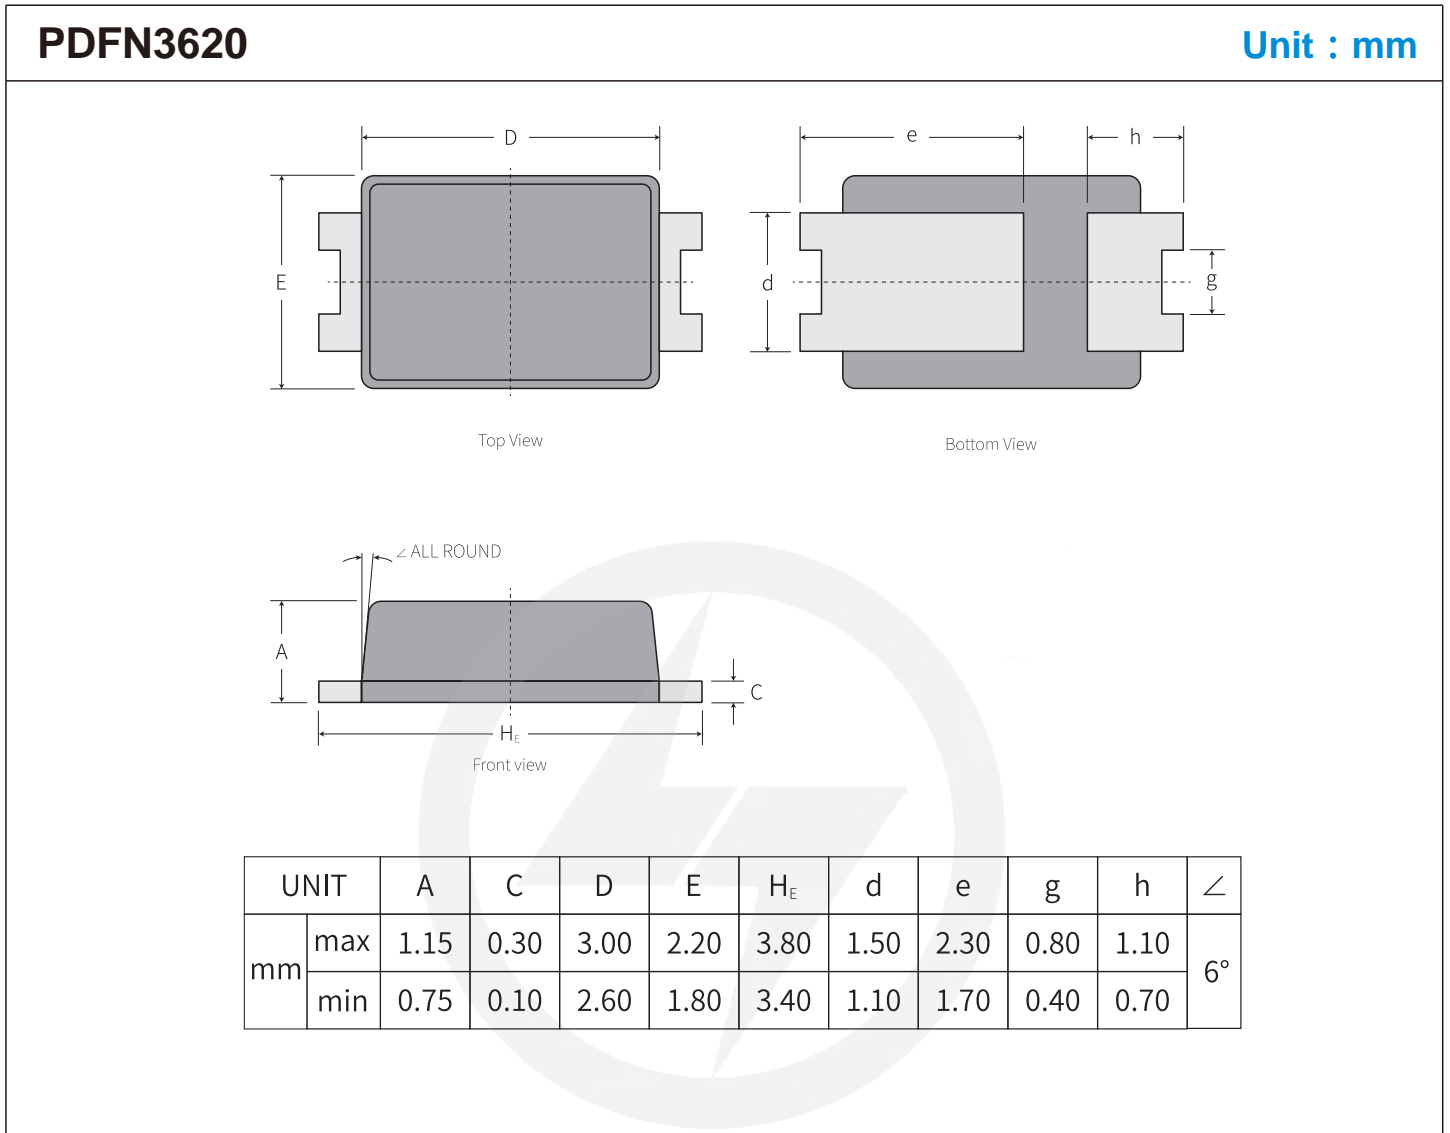 PDFN3620
Unit：mm
D
e
h
E
d
g
Top View
Bottom View
∠ ALL ROUND
A
C
HE
Front view
UNIT A C D E HE d e g h ∠
mm max 1.15 0.30 3.00 2.20 3.80 1.50 2.30 0.80 1.10 6°
min 0.75 0.10 2.60 1.80 3.40 1.10 1.70 0.40 0.70